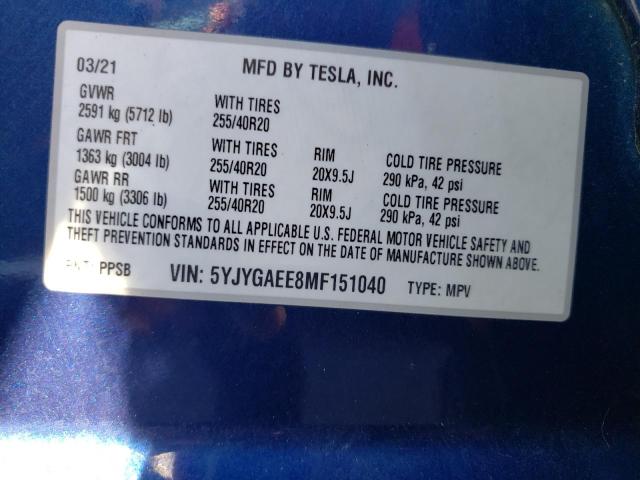 03/21 MFD BY TESLA, INC.
GVWR
2591 kg (5712 lb) WITH TIRES 255/40R20
GAWR FRT
1363 kg (3004 lb) WITH TIRES 255/40R20 RIM 20X9.5J COLD TIRE PRESSURE 290 kPa, 42 psi
GAWR RR
1500 kg (3306 lb) WITH TIRES 255/40R20 RIM 20X9.5J COLD TIRE PRESSURE 290 kPa, 42 psi
THIS VEHICLE CONFORMS TO ALL APPLICABLE U.S. FEDERAL MOTOR VEHICLE SAFETY AND
THEFT PREVENTION STANDARDS IN EFFECT ON THE DATE OF MANUFACTURE SHOWN ABOVE.
PPSB VIN: 5YJYGAEE8MF151040 TYPE: MPV